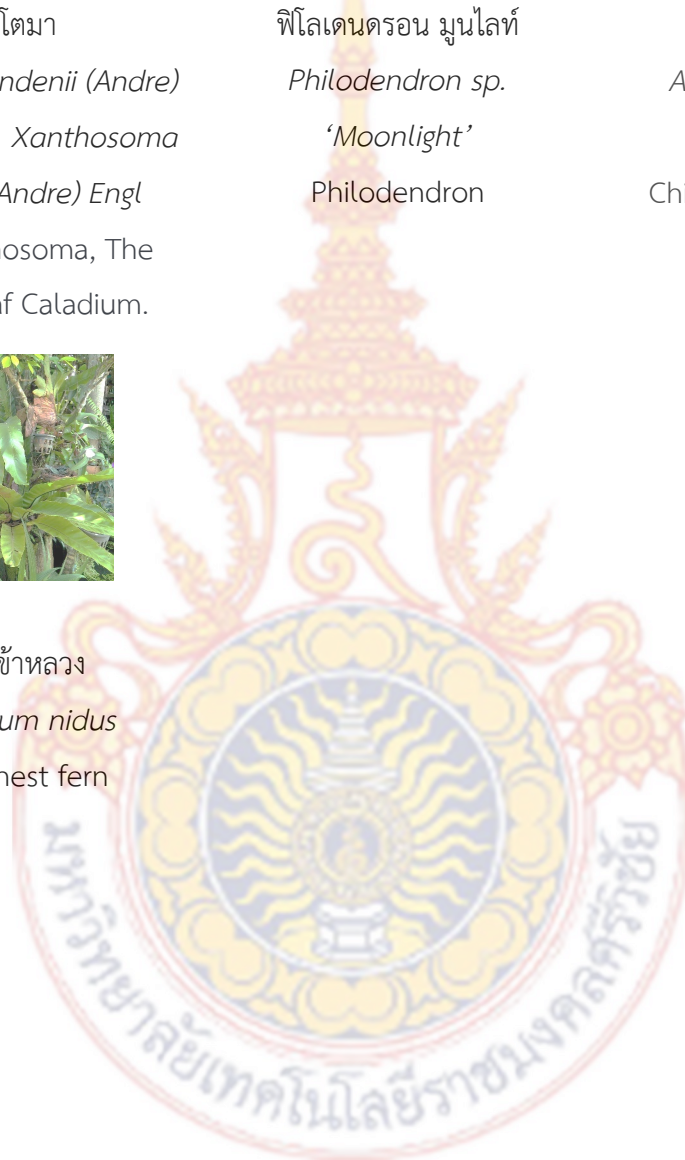 โตมา
ndenii (Andre)
Xanthosoma
Andre) Engl
osoma, The
af Caladium.
ฟิโลเดนดรอน มูนไลท์
Philodendron sp.
‘Moonlight’
Philodendron
A
Ch
ข้าหลวง
um nidus
nest fern
มหาวิทยาลัยเทคโนโลยีราชมงคลศรีวิชัย